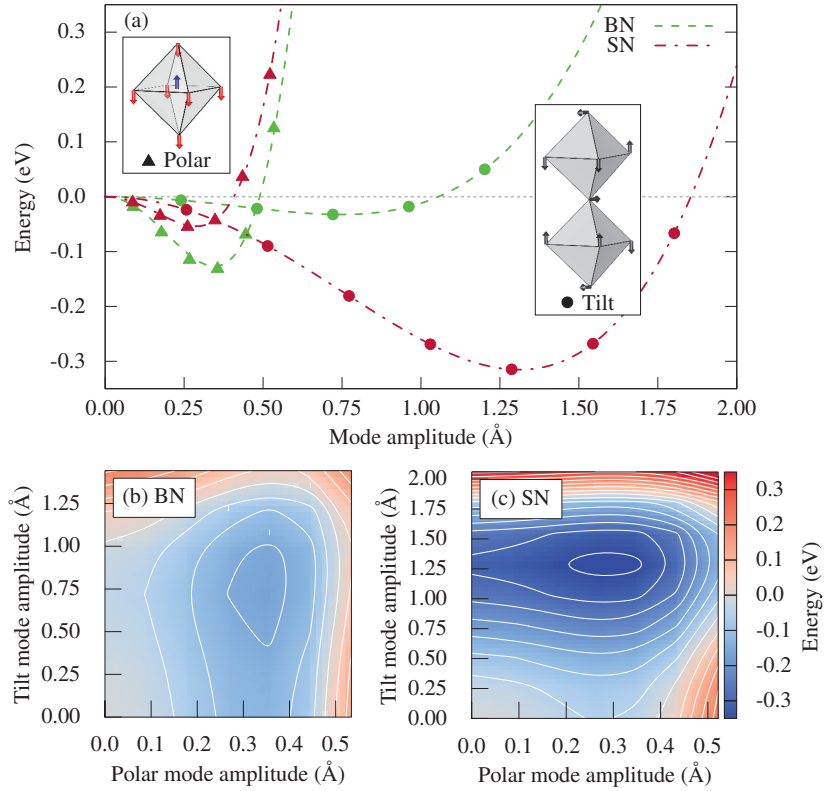 (a)
BN
SN
Polar
Tilt
Energy (eV)
0.3
0.2
0.1
0.0
-0.1
-0.2
-0.3
0.00 0.25 0.50 0.75 1.00 1.25 1.50 1.75 2.00
Mode amplitude (Å)
(b) BN
Tilt mode amplitude (Å)
1.25
1.00
0.75
0.50
0.25
0.00
0.0 0.1 0.2 0.3 0.4 0.5
Polar mode amplitude (Å)
(c) SN
Tilt mode amplitude (Å)
2.00
1.75
1.50
1.25
1.00
0.75
0.50
0.25
0.00
0.0 0.1 0.2 0.3 0.4 0.5
Polar mode amplitude (Å)
0.3
0.2
0.1
0.0
-0.1
-0.2
-0.3
Energy (eV)